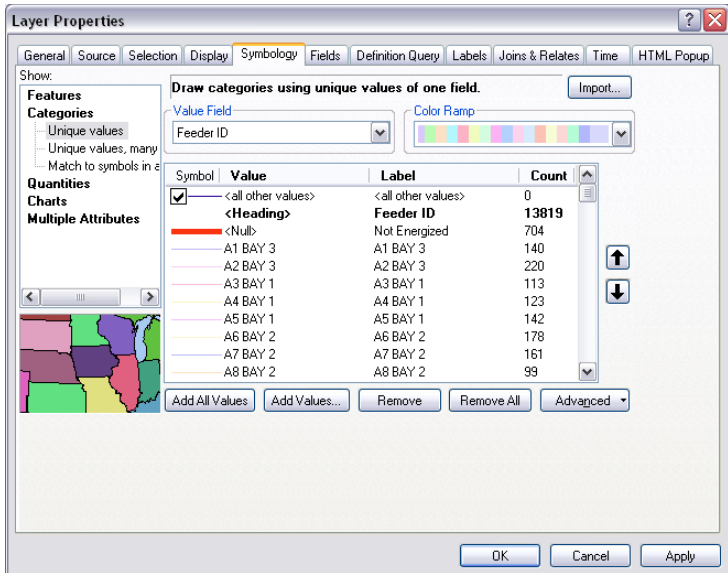 Layer Properties
General Source Selection Display Symbology Fields Definition Query Labels Joins & Relates Time HTML Popup
Show:
Features
Categories
Unique values
Unique values, many
Match to symbols in a
Quantities
Charts
Multiple Attributes
Draw categories using unique values of one field.
Import...
Value Field
Feeder ID
Color Ramp
Symbol Value Label Count
<all other values> <all other values> 0
<Heading> Feeder ID 13819
<Null> Not Energized 704
A1 BAY 3 A1 BAY 3 140
A2 BAY 3 A2 BAY 3 220
A3 BAY 1 A3 BAY 1 113
A4 BAY 1 A4 BAY 1 123
A5 BAY 1 A5 BAY 1 142
A6 BAY 2 A6 BAY 2 178
A7 BAY 2 A7 BAY 2 161
A8 BAY 2 A8 BAY 2 99
Add All Values Add Values... Remove Remove All Advanced
OK Cancel Apply